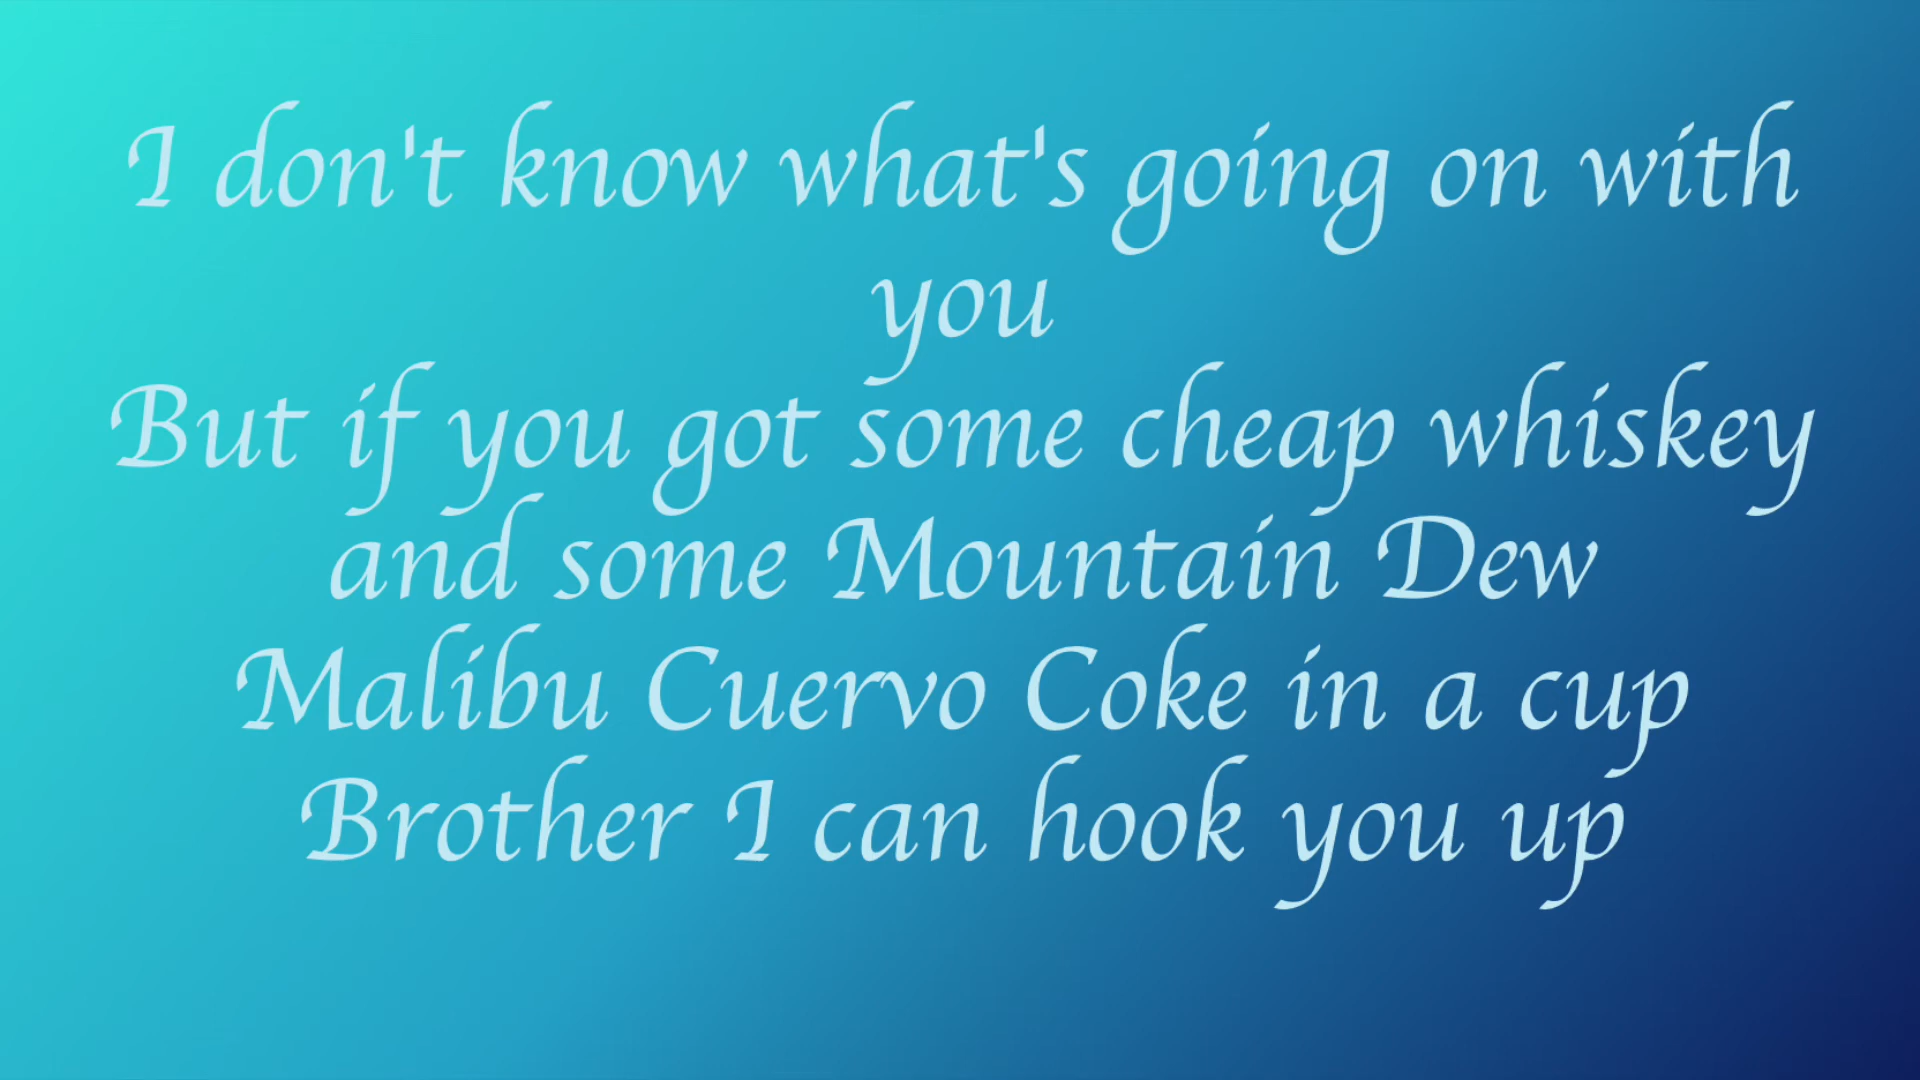 I don't know what's going on with
you
But if you got some cheap whiskey
and some Mountain Dew
Malibu Cuervo Coke in a cup
Brother I can hook you up